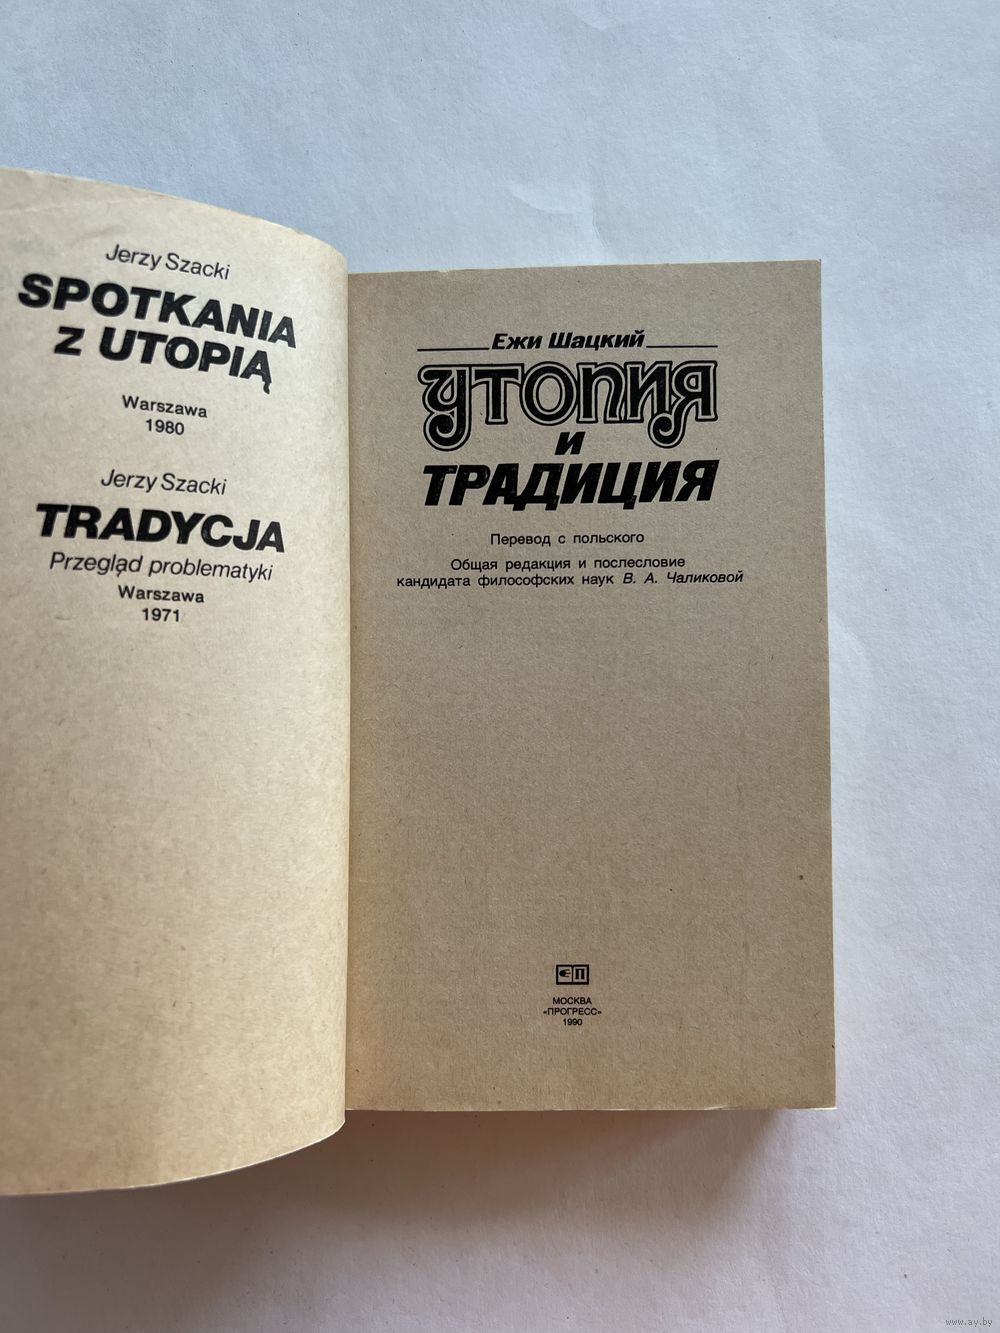 Jerzy Szacki
SPOTKANIA
Z UTOPIĄ
Warszawa
1980
Jerzy Szacki
TRADYCJA
Przegląd problematyki
Warszawa
1971
Ежи Шацкий
УТОПИЯ
И
ТРАДИЦИЯ
Перевод с польского
Общая редакция и послесловие
кандидата философских наук В. А. Чаликовой
П
МОСКВА
«ПРОГРЕСС»
1990
www.ay.by